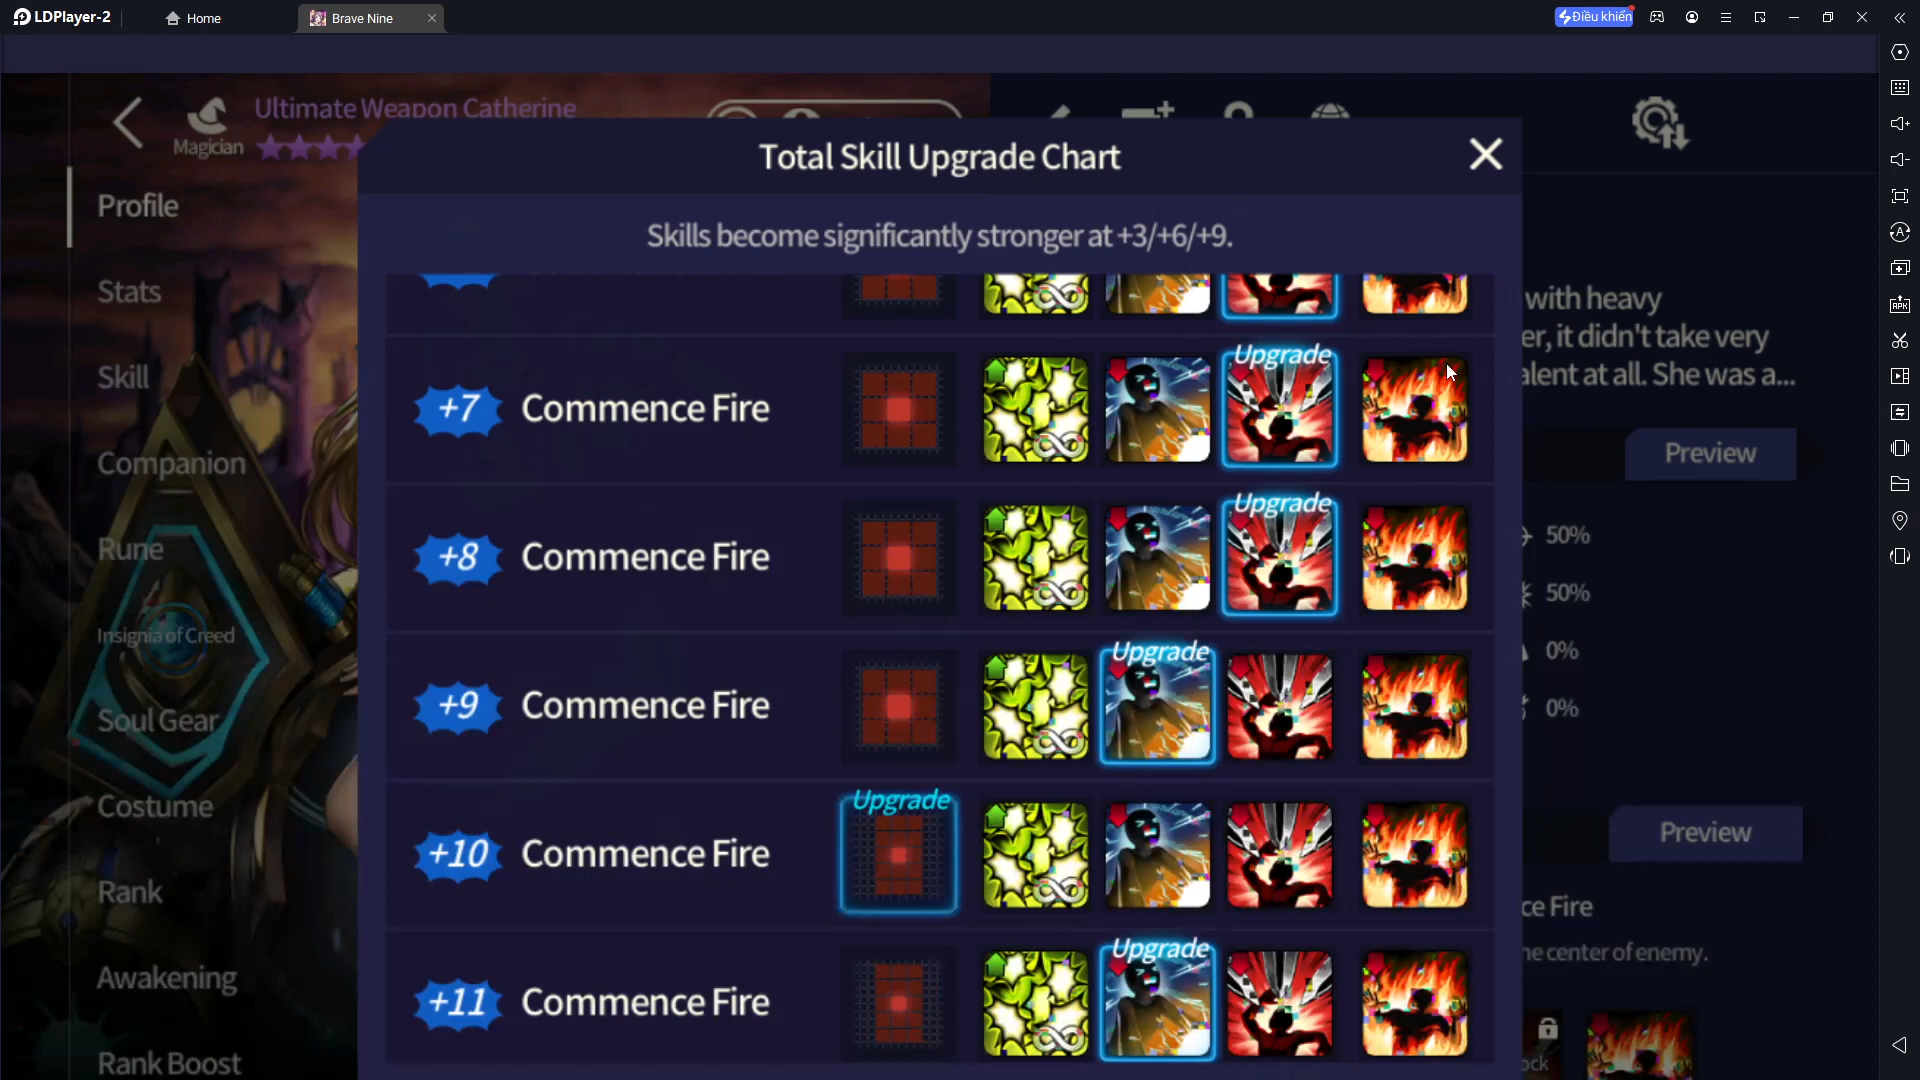 LDPlayer-2
Home
Brave Nine
Điều khiển
Ultimate Weapon Catherine
Magician
Total Skill Upgrade Chart
Skills become significantly stronger at +3/+6/+9.
Profile
Stats
Skill
Companion
Rune
Insignia of Creed
Soul Gear
Costume
Rank
Awakening
Rank Boost
+7 Commence Fire
Upgrade
+8 Commence Fire
Upgrade
+9 Commence Fire
Upgrade
+10 Commence Fire
Upgrade
+11 Commence Fire
Upgrade
with heavy
er, it didn't take very
alent at all. She was a...
Preview
50%
50%
0%
0%
Preview
ce Fire
he center of enemy.
ock
APK